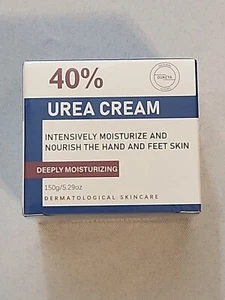 40%
UREA CREAM
INTENSIVELY MOISTURIZE AND
NOURISH THE HAND AND FEET SKIN
DEEPLY MOISTURIZING
150g/5.29oz
DERMATOLOGICAL SKINCARE